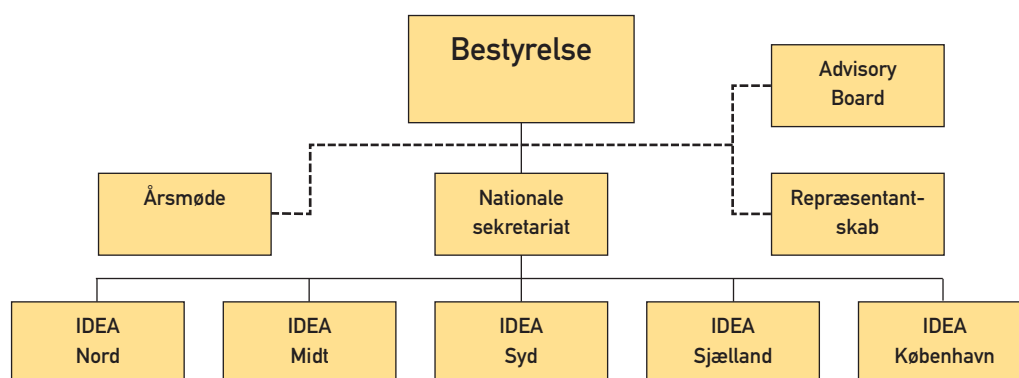 Bestyrelse
Advisory
Board
Årsmøde
Nationale
sekretariat
Repræsentant-
skab
IDEA
Nord
IDEA
Midt
IDEA
Syd
IDEA
Sjælland
IDEA
København